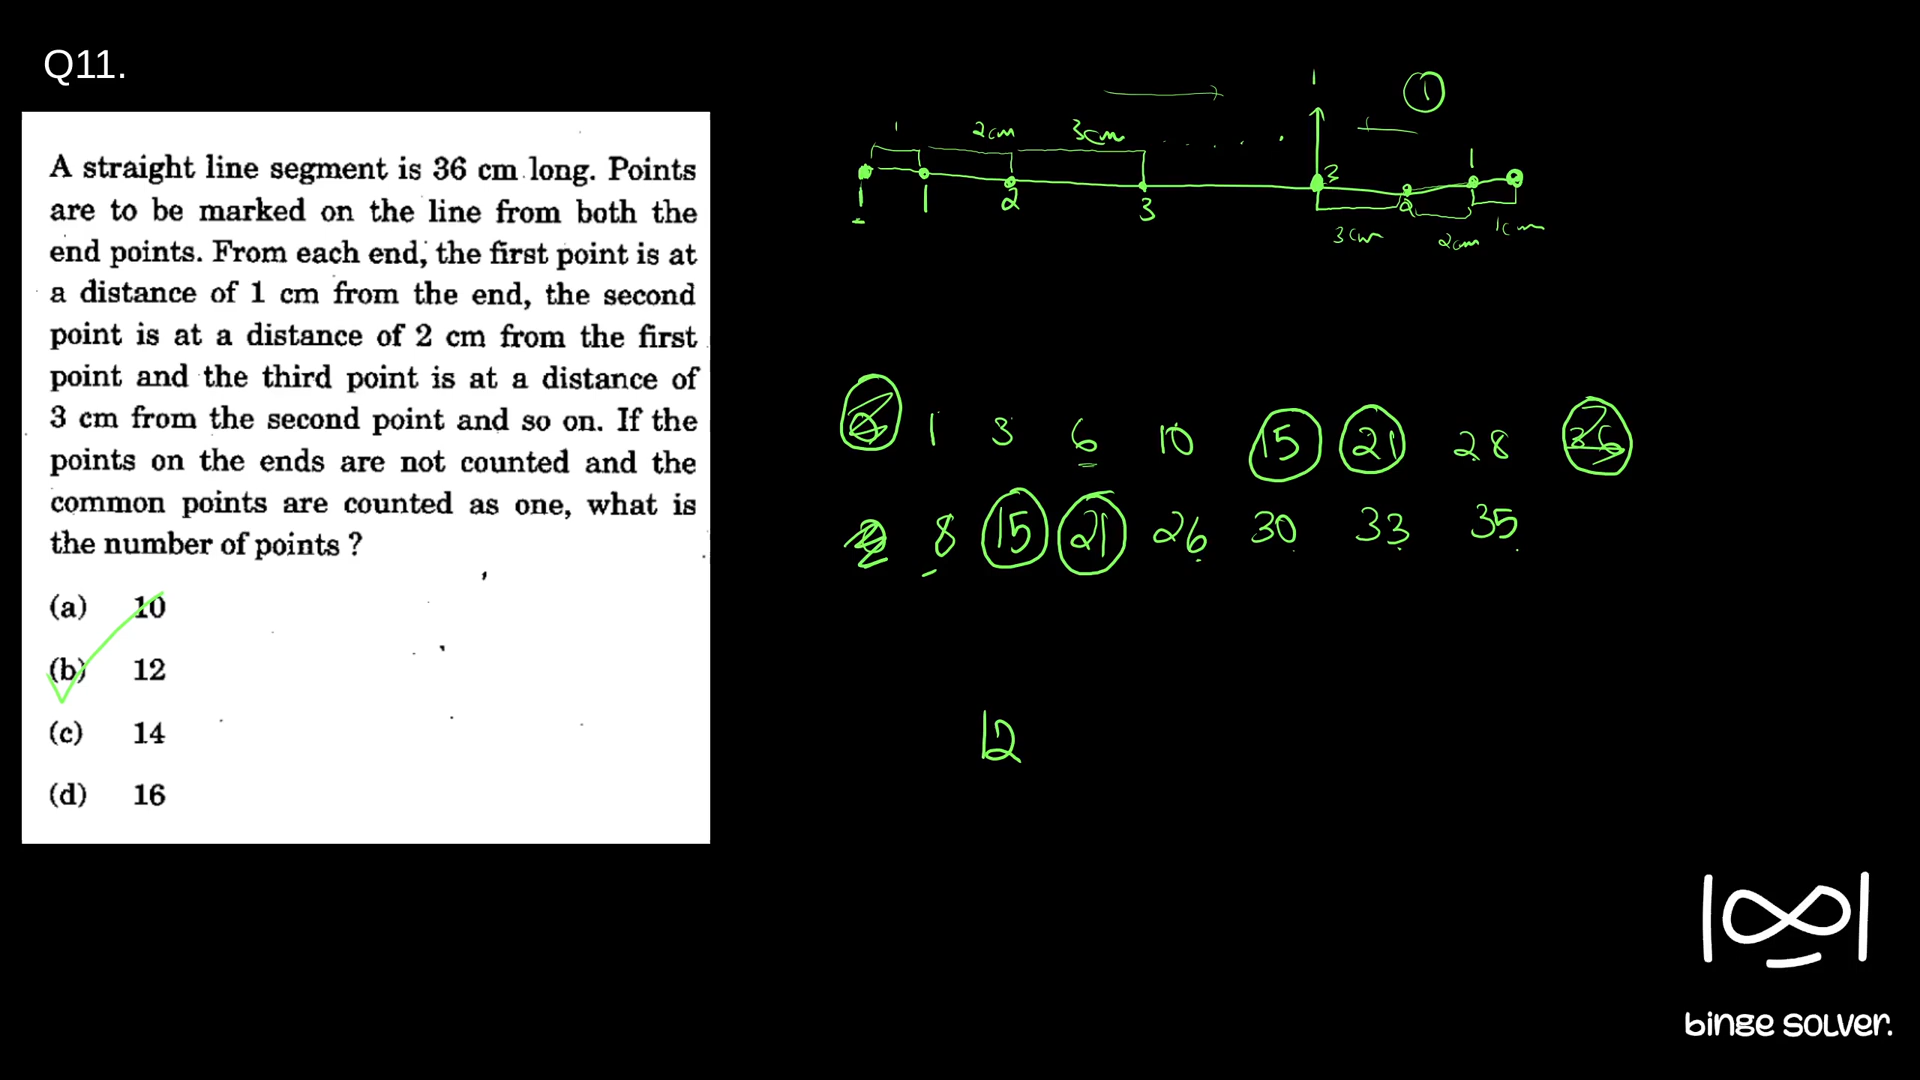 Q11.
A straight line segment is 36 cm long. Points
are to be marked on the line from both the
end points. From each end, the first point is at
a distance of 1 cm from the end, the second
point is at a distance of 2 cm from the first
point and the third point is at a distance of
3 cm from the second point and so on. If the
points on the ends are not counted and the
common points are counted as one, what is
the number of points ?
(a) 10
(b) 12
(c) 14
(d) 16
1
1 2cm 3cm 1
3
1 1 2 3 2
3cm 2cm 1cm
1 3 6 10 15 21 28 36
8 15 21 26 30 33 35
12
binge solver.